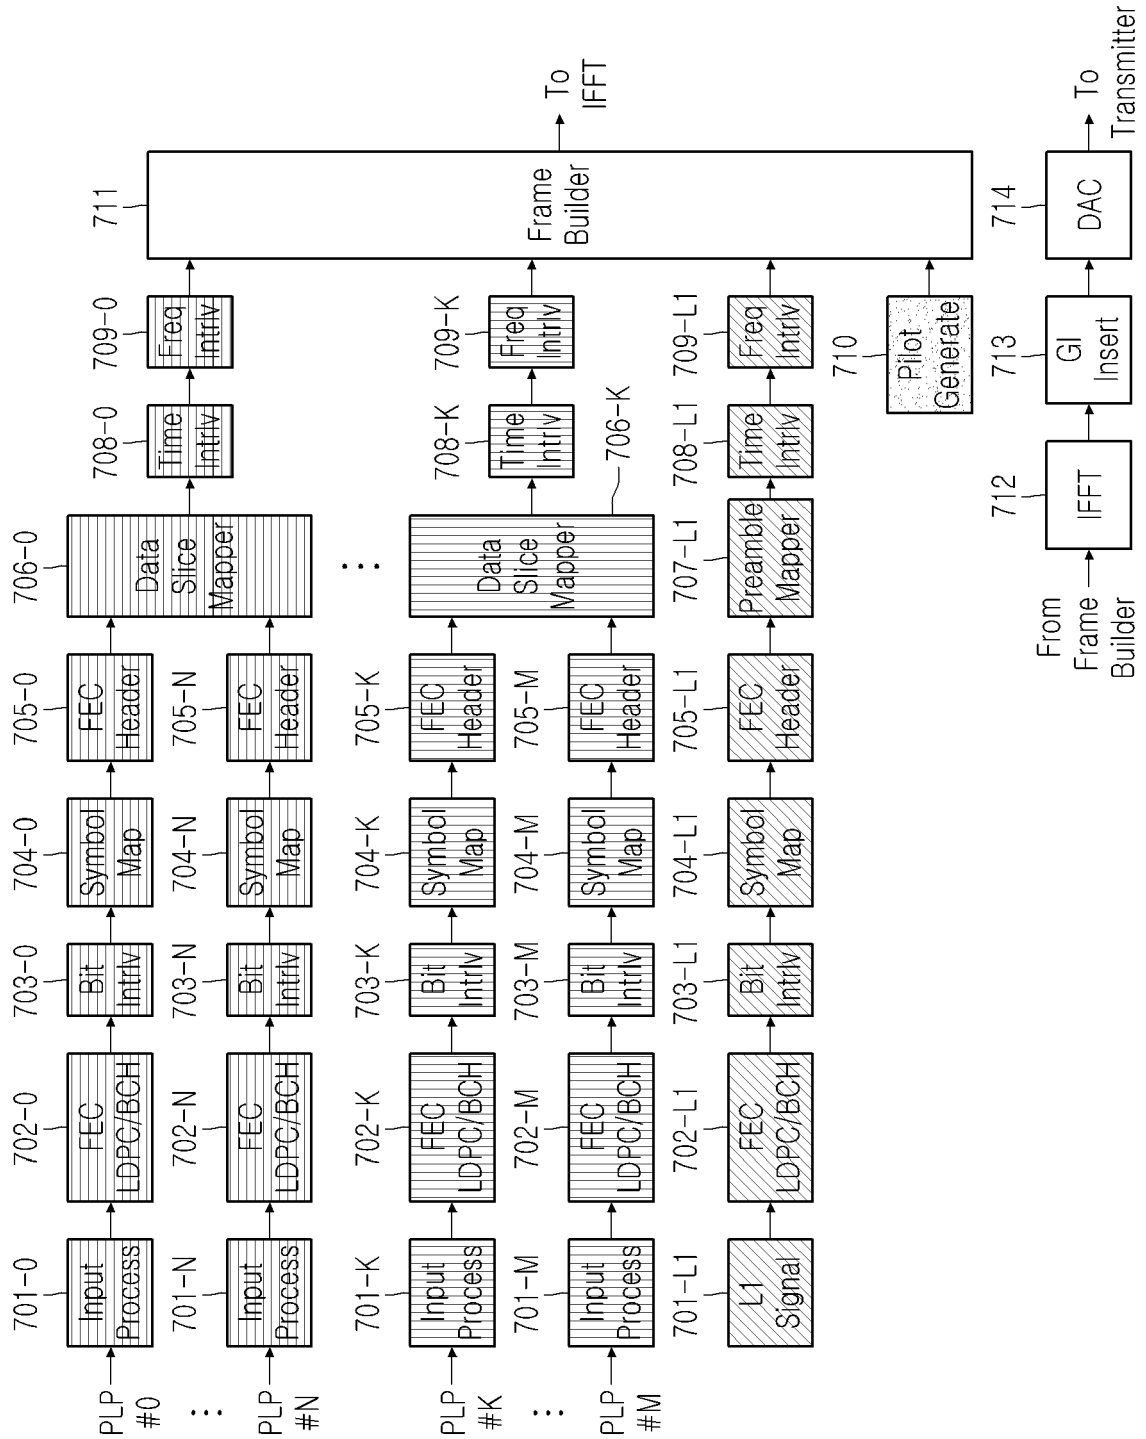 701-0
702-0
703-0
704-0
705-0
706-0
708-0
709-0
711
PLP
#0
Input
Process
FEC
LDPC/BCH
Bit
Intrlv
Symbol
Map
FEC
Header
Data
Slice
Mapper
Time
Intrlv
Freq
Intrlv
Frame
Builder
To
IFFT
⋮
701-N
702-N
703-N
704-N
705-N
PLP
#N
Input
Process
FEC
LDPC/BCH
Bit
Intrlv
Symbol
Map
FEC
Header
⋮
701-K
702-K
703-K
704-K
705-K
708-K
709-K
PLP
#K
Input
Process
FEC
LDPC/BCH
Bit
Intrlv
Symbol
Map
FEC
Header
Data
Slice
Mapper
Time
Intrlv
Freq
Intrlv
706-K
⋮
701-M
702-M
703-M
704-M
705-M
PLP
#M
Input
Process
FEC
LDPC/BCH
Bit
Intrlv
Symbol
Map
FEC
Header
701-L1
702-L1
703-L1
704-L1
705-L1
707-L1
708-L1
709-L1
L1
Signal
FEC
LDPC/BCH
Bit
Intrlv
Symbol
Map
FEC
Header
Preamble
Mapper
Time
Intrlv
Freq
Intrlv
710
Pilot
Generate
712
713
714
From
Frame
Builder
IFFT
GI
Insert
DAC
To
Transmitter